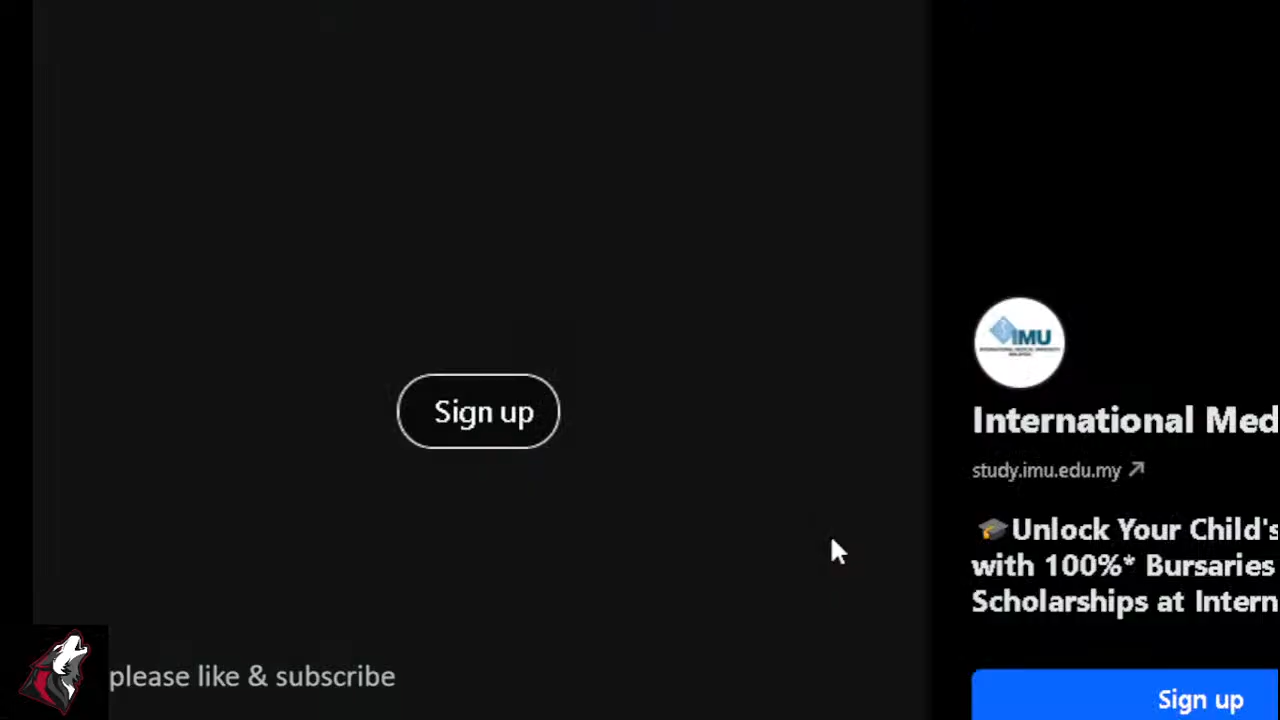 Sign up
IMU
International Med
study.imu.edu.my
Unlock Your Child's
with 100%* Bursaries
Scholarships at Intern
Sign up
please like & subscribe